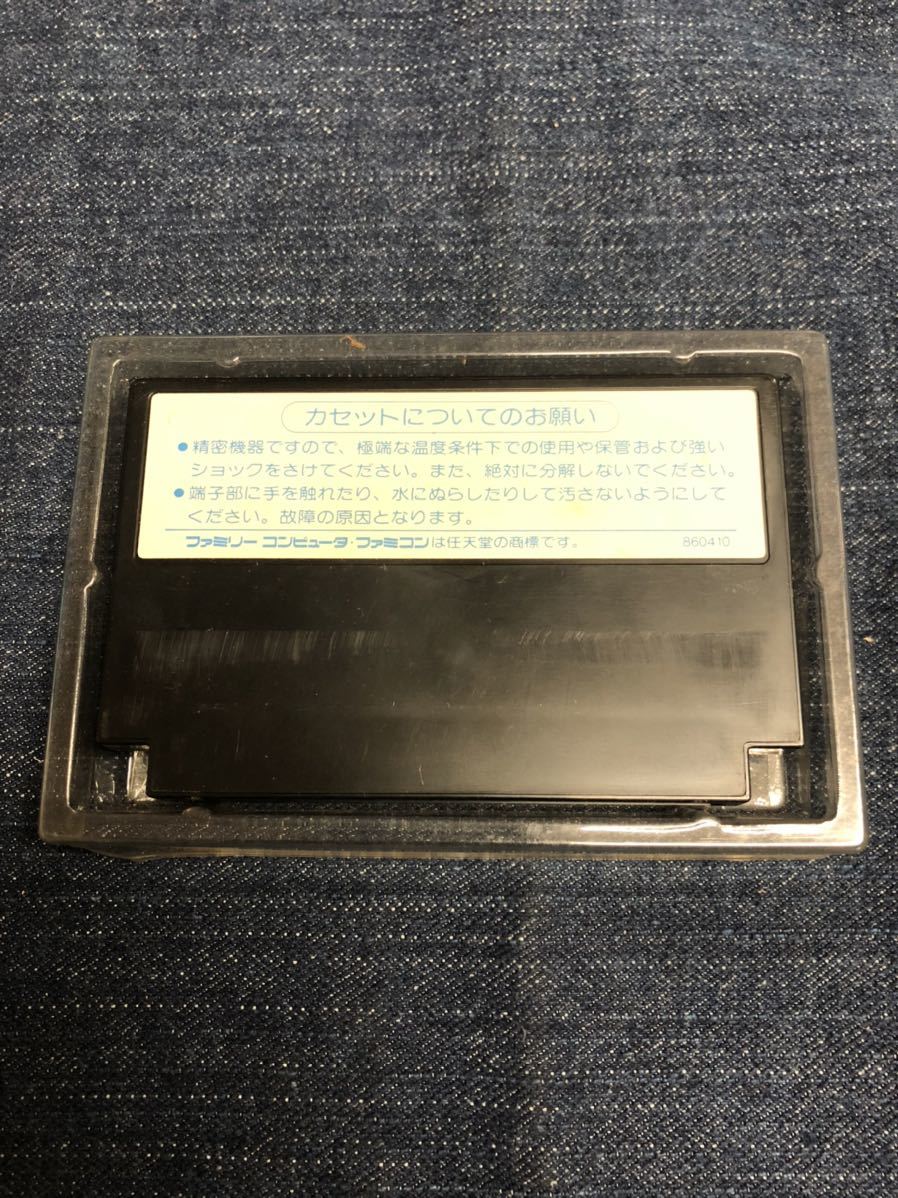 カセットについてのお願い
●精密機器ですので、極端な温度条件下での使用や保管および強い
ショックをさけてください。また、絶対に分解しないでください。
●端子部に手を触れたり、水にぬらしたりして汚さないようにして
ください。故障の原因となります。
ファミリー コンピュータ・ファミコンは任天堂の商標です。 860410